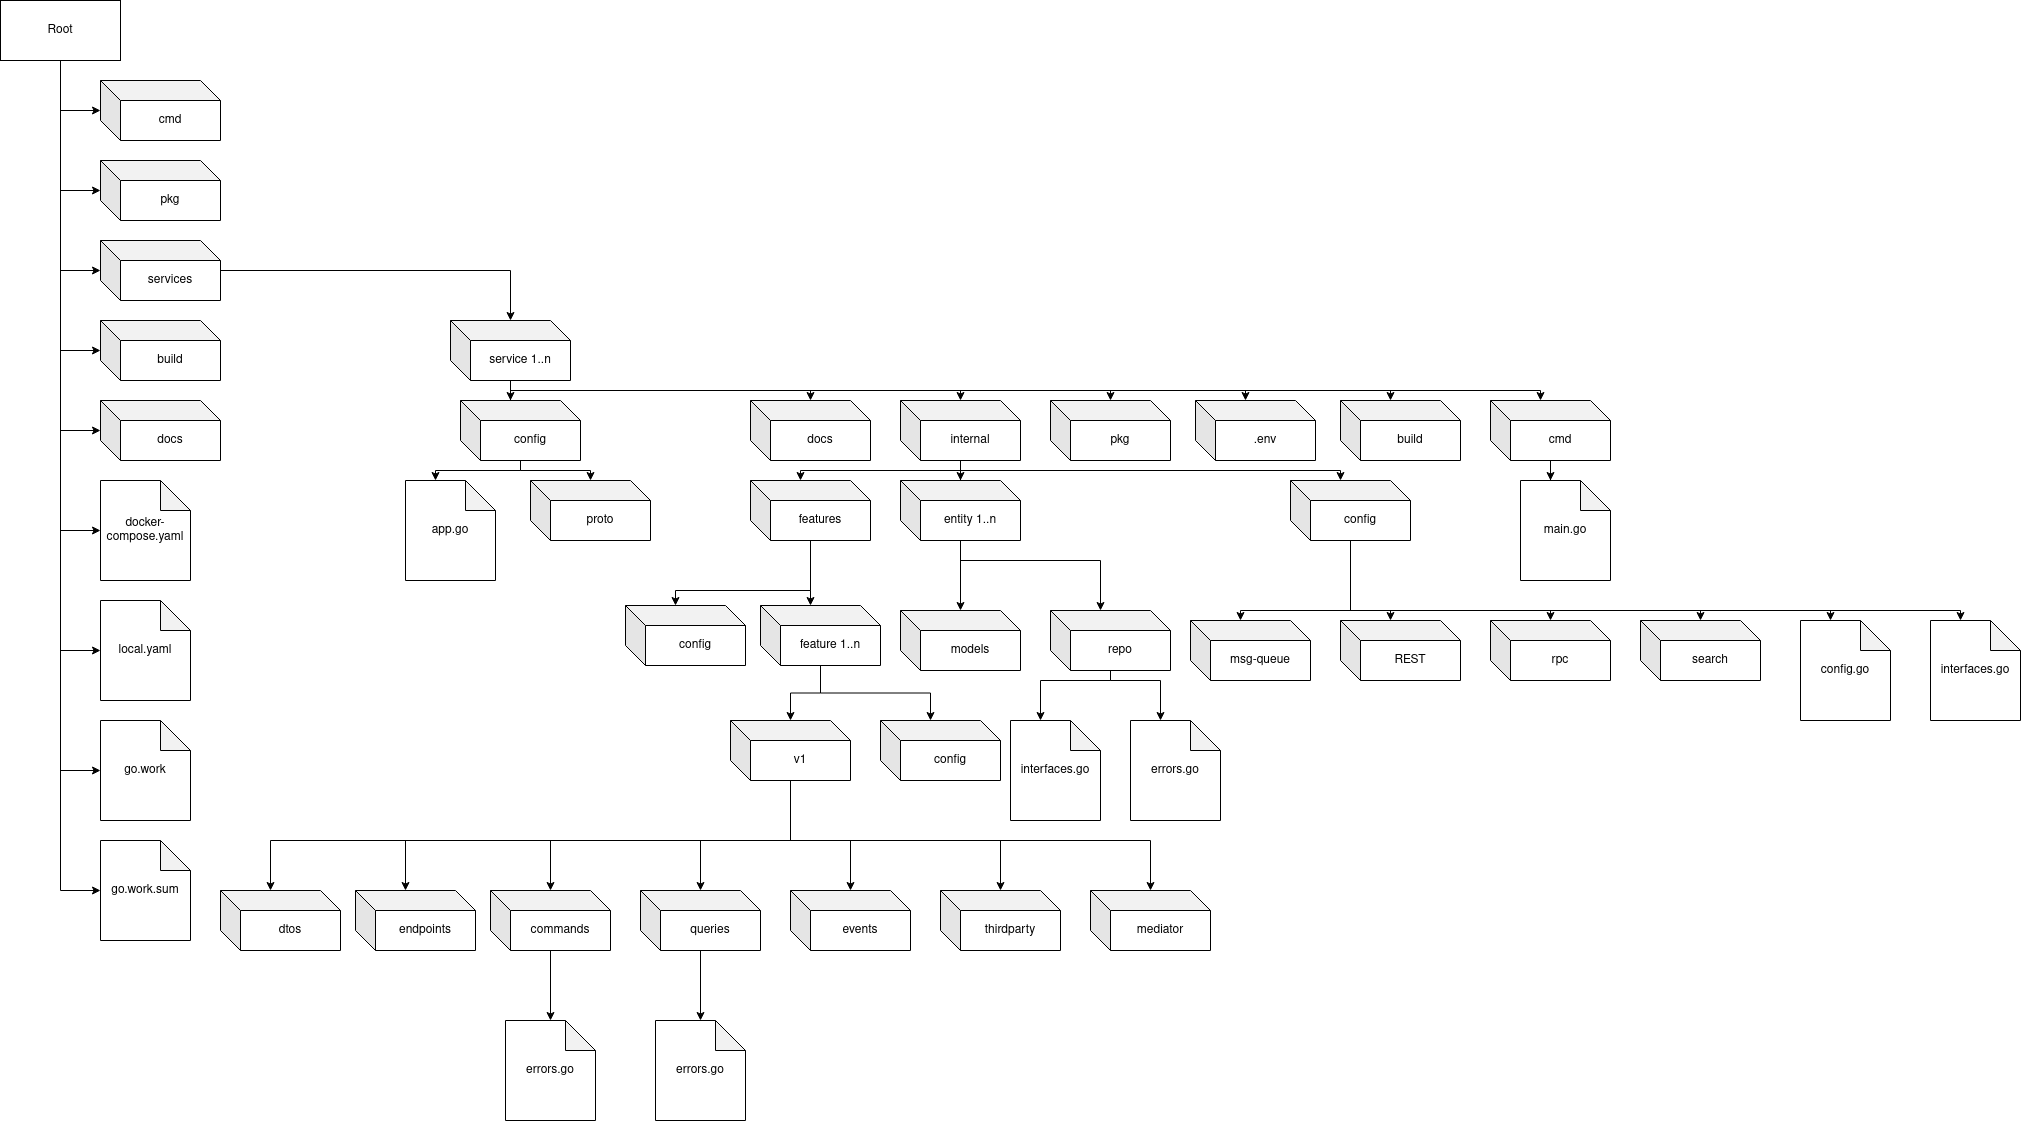 Root
cmd
pkg
services
build
docs
docker-
compose.yaml
local.yaml
go.work
go.work.sum
service 1..n
config
docs
internal
pkg
.env
build
cmd
app.go
proto
features
entity 1..n
config
main.go
config
feature 1..n
models
repo
msg-queue
REST
rpc
search
config.go
interfaces.go
v1
config
interfaces.go
errors.go
dtos
endpoints
commands
queries
events
thirdparty
mediator
errors.go
errors.go